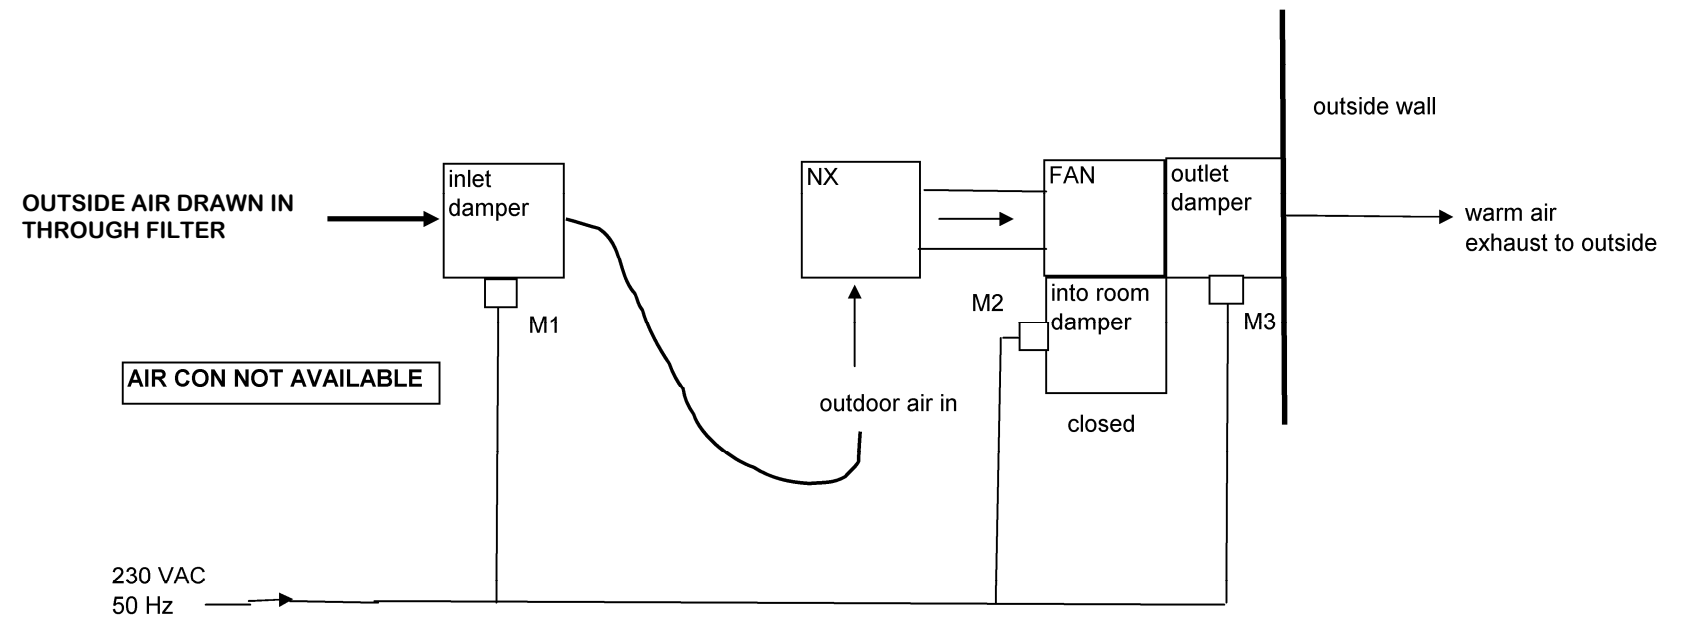 outside wall
inlet
damper
NX
FAN
outlet
damper
OUTSIDE AIR DRAWN IN
THROUGH FILTER
warm air
exhaust to outside
M1
M2
into room
damper
M3
AIR CON NOT AVAILABLE
outdoor air in
closed
230 VAC
50 Hz